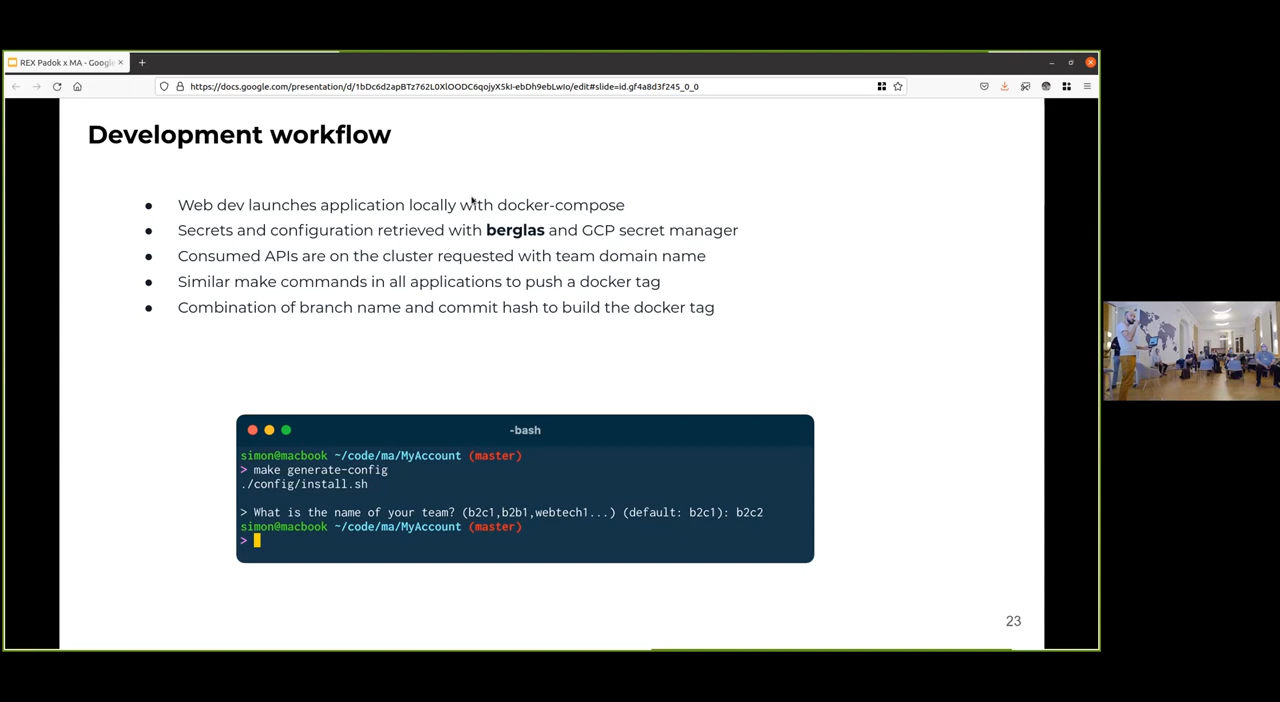 REX Padok x MA - Google
https://docs.google.com/presentation/d/1bDc6d2apBTz762L0XlOODC6qojyX5kI-ebDh9ebLwIo/edit#slide=id.gf4a8d3f245_0_0
Development workflow
● Web dev launches application locally with docker-compose
● Secrets and configuration retrieved with berglas and GCP secret manager
● Consumed APIs are on the cluster requested with team domain name
● Similar make commands in all applications to push a docker tag
● Combination of branch name and commit hash to build the docker tag
-bash
simon@macbook ~/code/ma/MyAccount (master)
> make generate-config
./config/install.sh
> What is the name of your team? (b2c1,b2b1,webtech1...) (default: b2c1): b2c2
simon@macbook ~/code/ma/MyAccount (master)
>
23